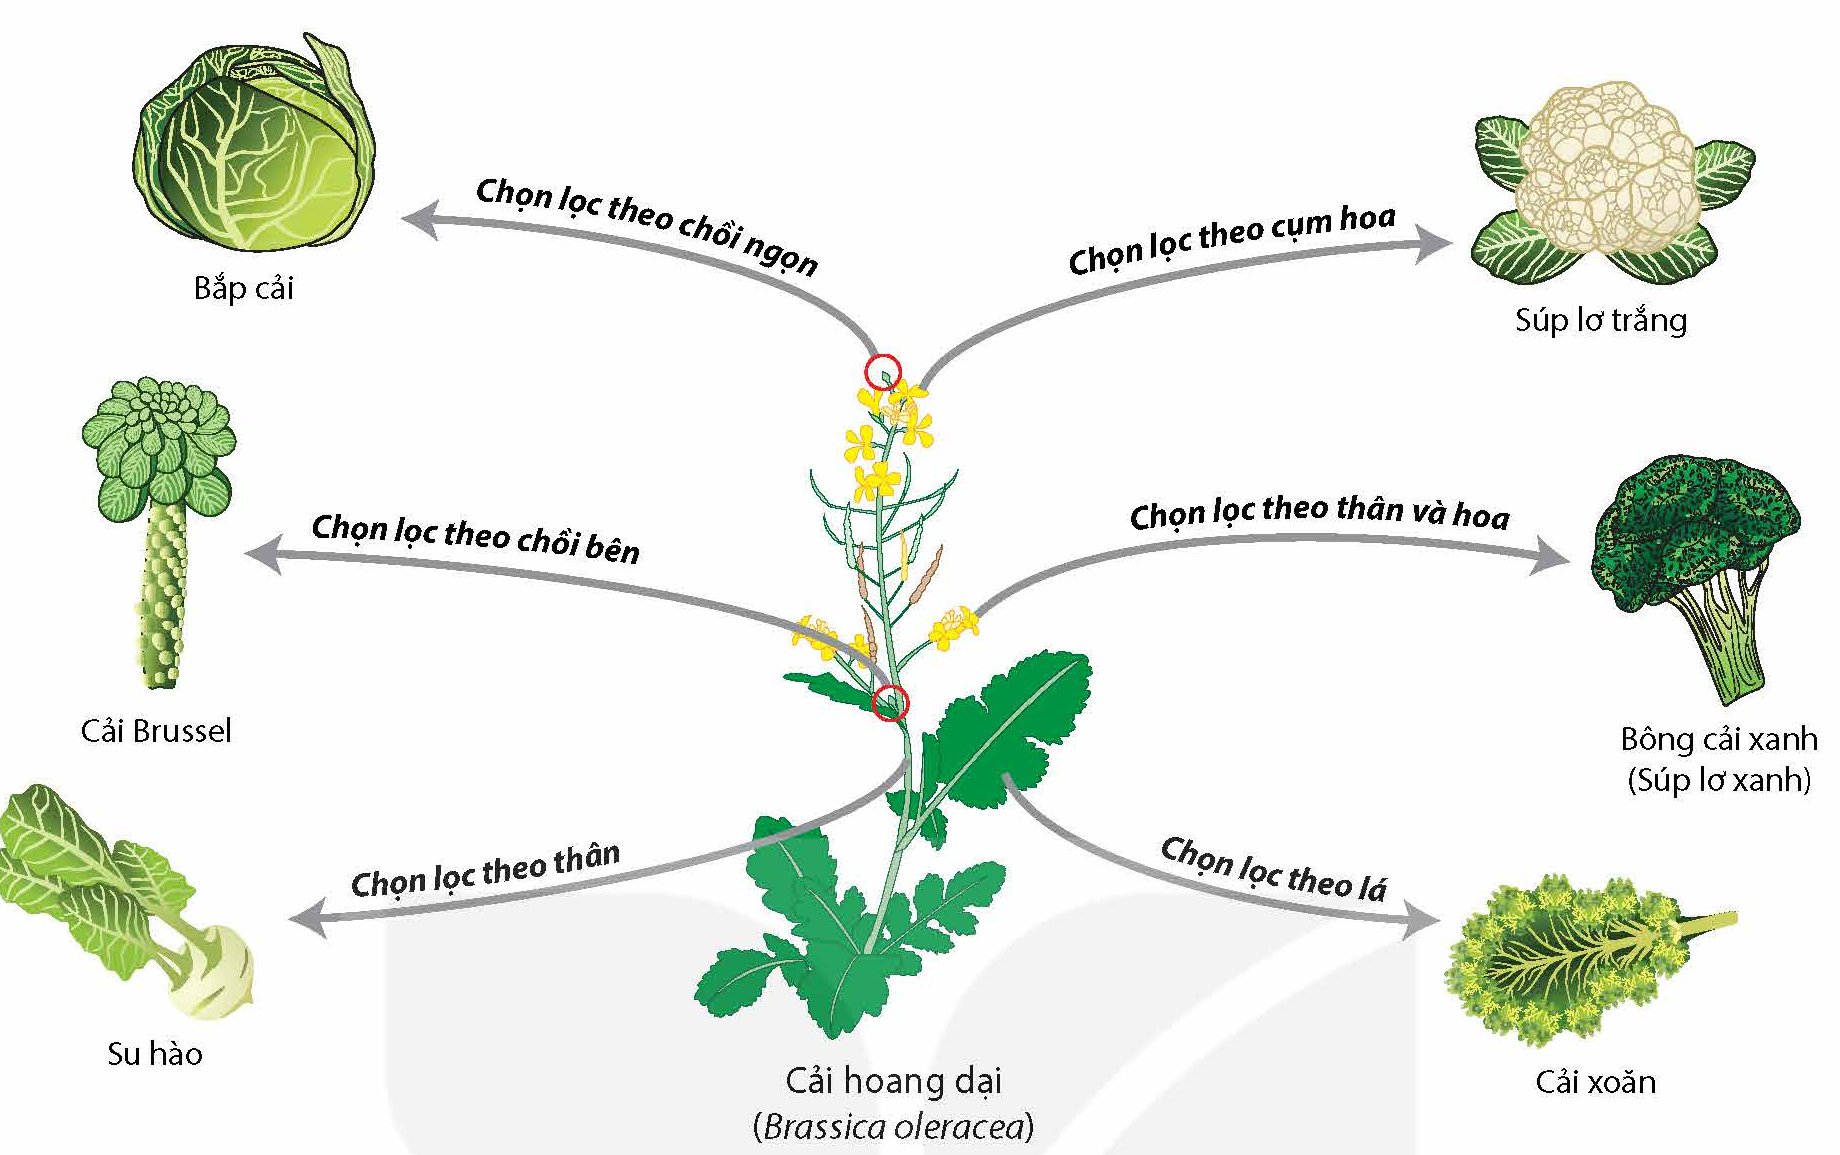 Chọn lọc theo chồi ngọn
Chọn lọc theo cụm hoa
Bắp cải
Súp lơ trắng
Chọn lọc theo chồi bên
Chọn lọc theo thân và hoa
Cải Brussel
Bông cải xanh
(Súp lơ xanh)
Chọn lọc theo thân
Chọn lọc theo lá
Su hào
Cải hoang dại
(Brassica oleracea)
Cải xoăn